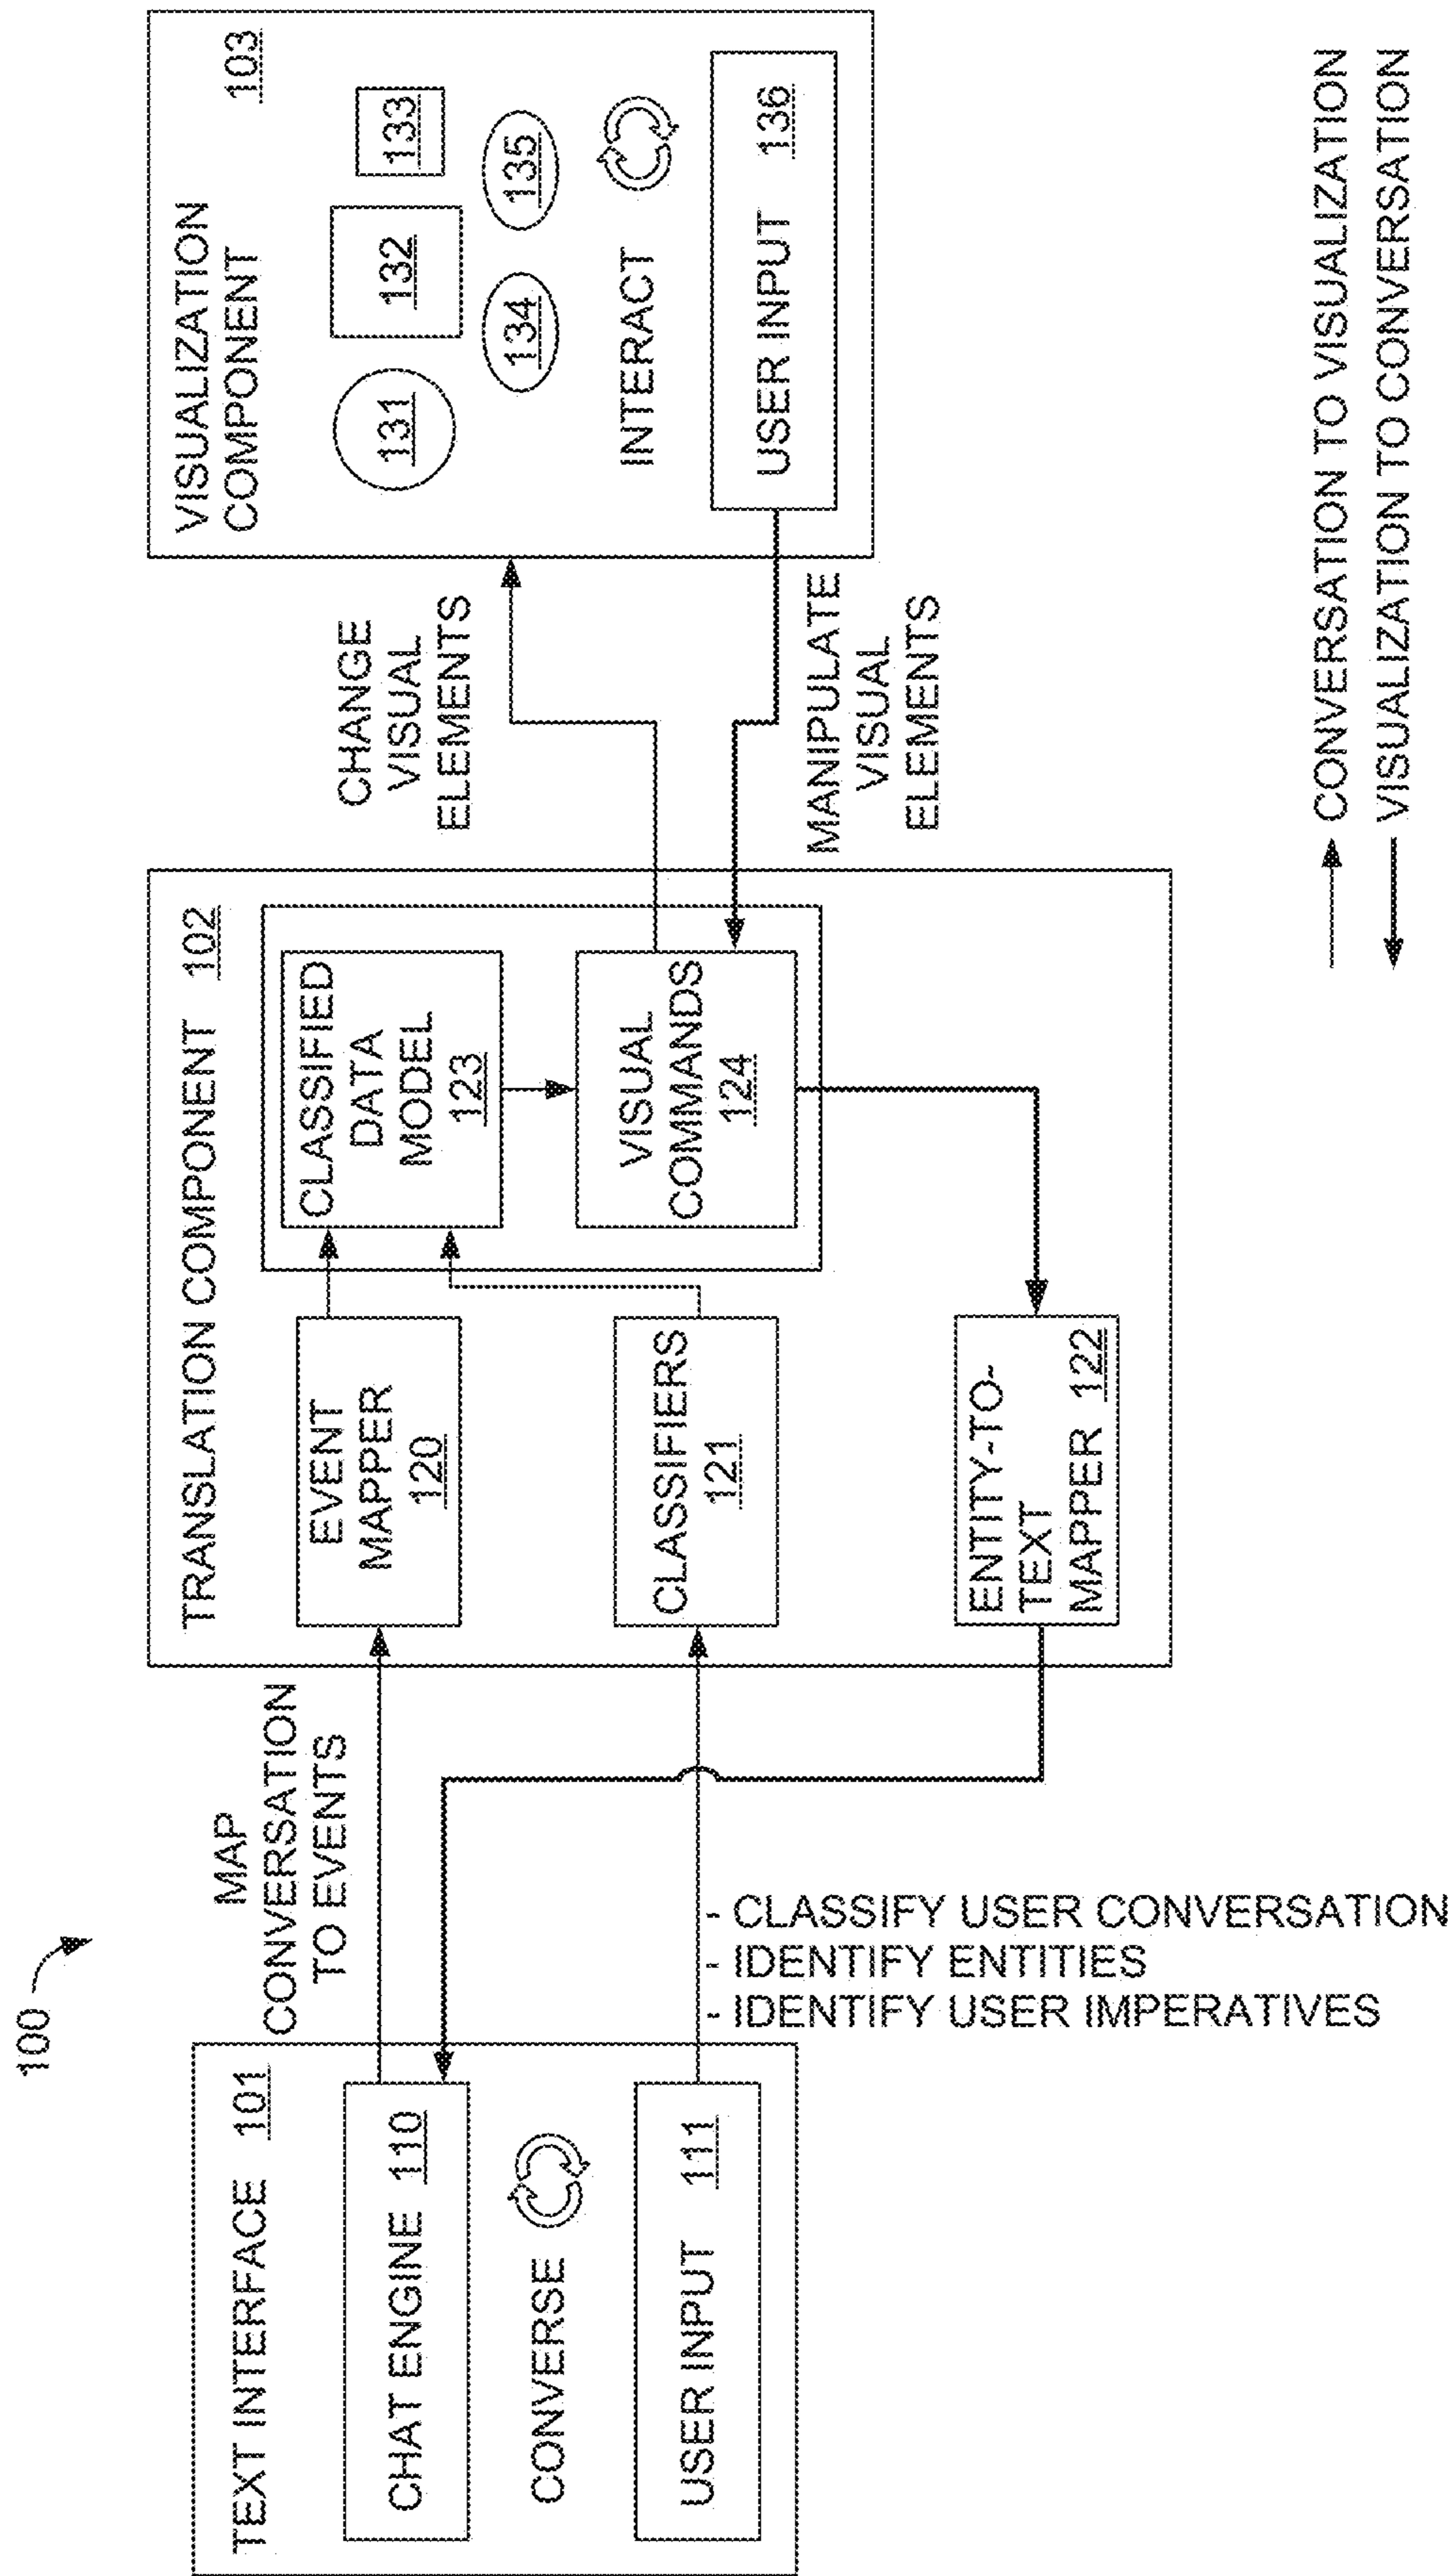 100
TEXT INTERFACE 101
CHAT ENGINE 110
CONVERSE
USER INPUT 111
MAP
CONVERSATION
TO EVENTS
- CLASSIFY USER CONVERSATION
- IDENTIFY ENTITIES
- IDENTIFY USER IMPERATIVES
TRANSLATION COMPONENT 102
EVENT
MAPPER
120
CLASSIFIERS
121
ENTITY-TO-
TEXT
MAPPER 122
CLASSIFIED
DATA
MODEL
123
VISUAL
COMMANDS
124
CHANGE
VISUAL
ELEMENTS
MANIPULATE
VISUAL
ELEMENTS
VISUALIZATION
COMPONENT 103
131
132
133
134
135
INTERACT
USER INPUT 136
CONVERSATION TO VISUALIZATION
VISUALIZATION TO CONVERSATION